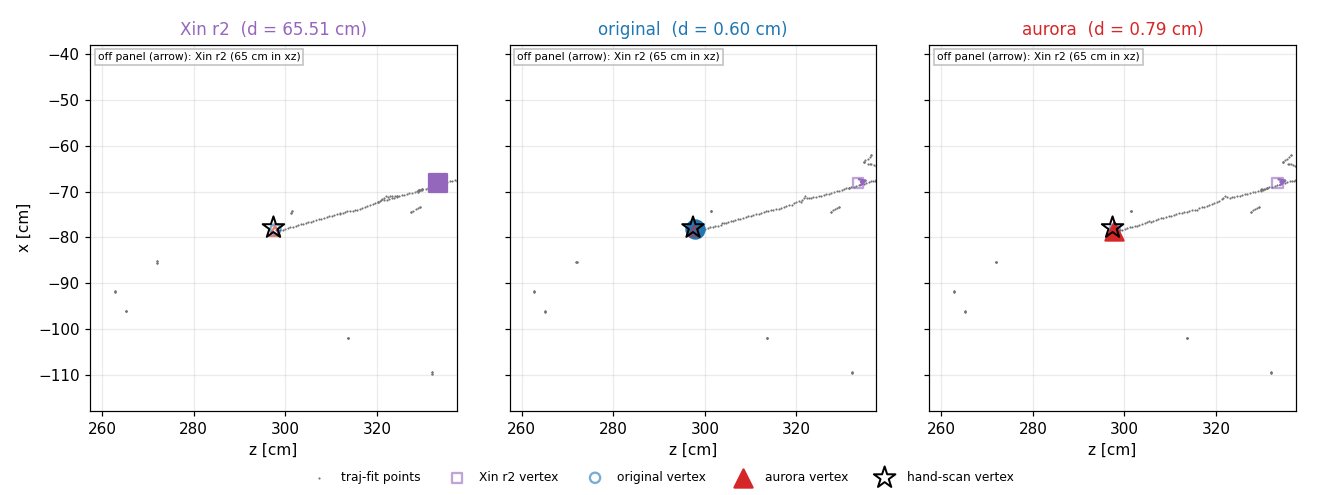 Xin r2  (d = 65.51 cm)
original  (d = 0.60 cm)
aurora  (d = 0.79 cm)
off panel (arrow): Xin r2 (65 cm in xz)
off panel (arrow): Xin r2 (65 cm in xz)
off panel (arrow): Xin r2 (65 cm in xz)
−40
−50
−60
−70
−80
−90
−100
−110
x [cm]
260 280 300 320
260 280 300 320
260 280 300 320
z [cm]
z [cm]
z [cm]
traj-fit points
Xin r2 vertex
original vertex
aurora vertex
hand-scan vertex